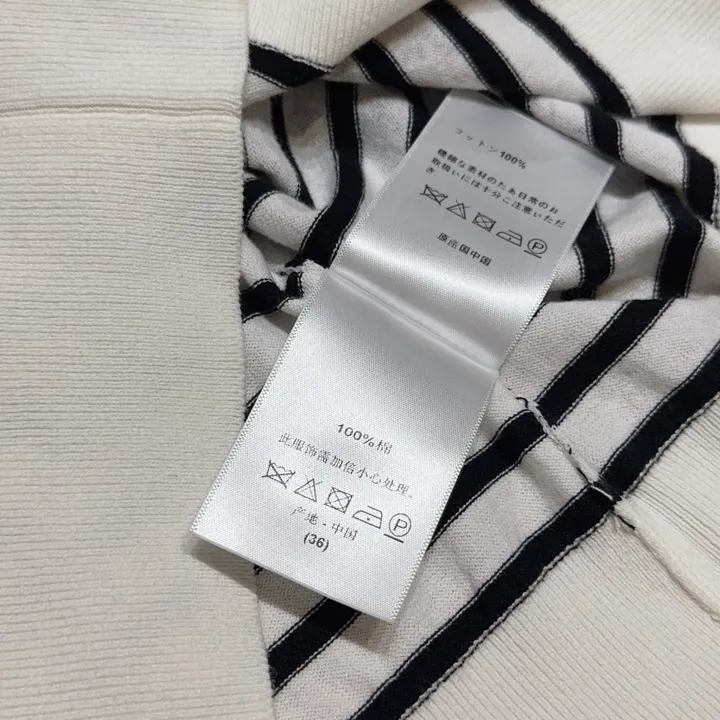 コットン100%
繊細な素材のため日常のお
取扱いには十分ご注意いただ
き
P
原産国中国
100%棉
此服饰需加倍小心处理。
P
产地 - 中国
(36)